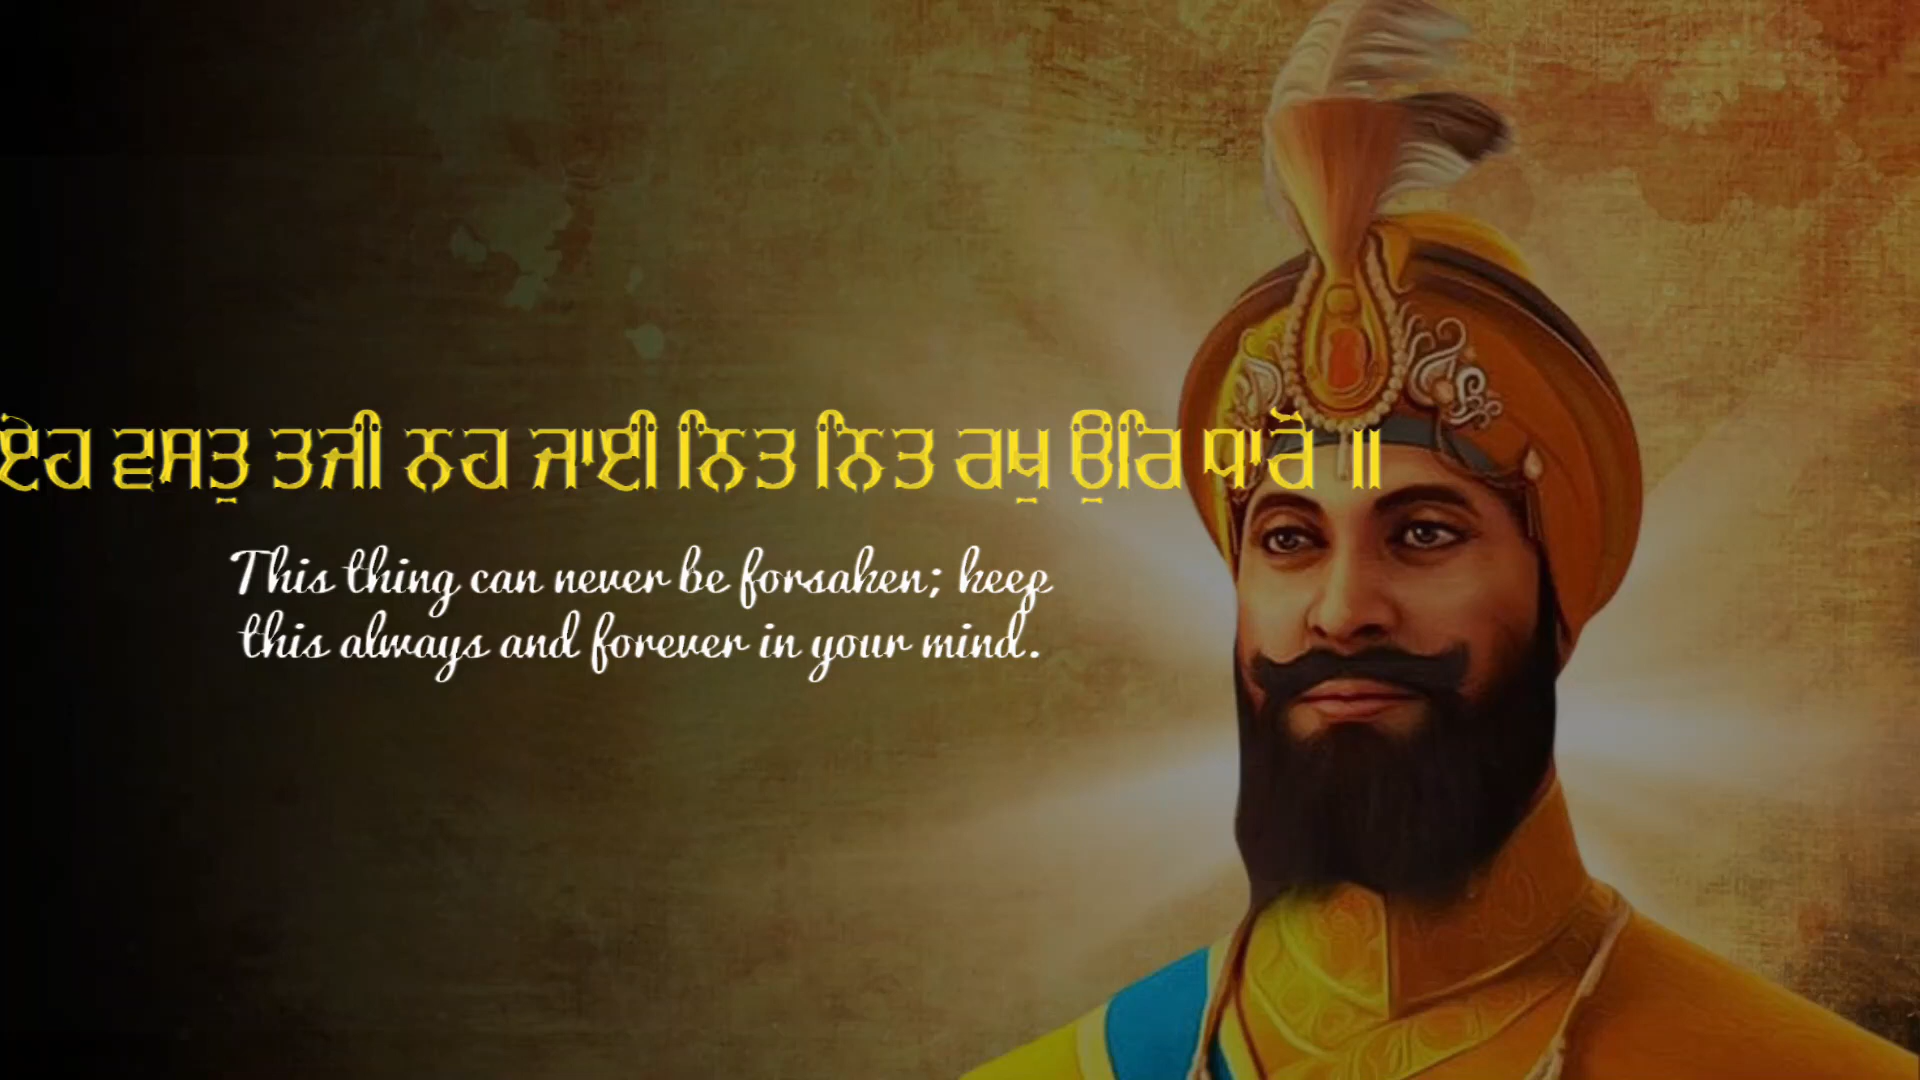 ਏਹ ਵਸਤੁ ਤਜੀ ਨਹ ਜਾਈ ਨਿਤ ਨਿਤ ਰਖੁ ਉਰਿ ਧਾਰੋ ॥
This thing can never be forsaken; keep
this always and forever in your mind.